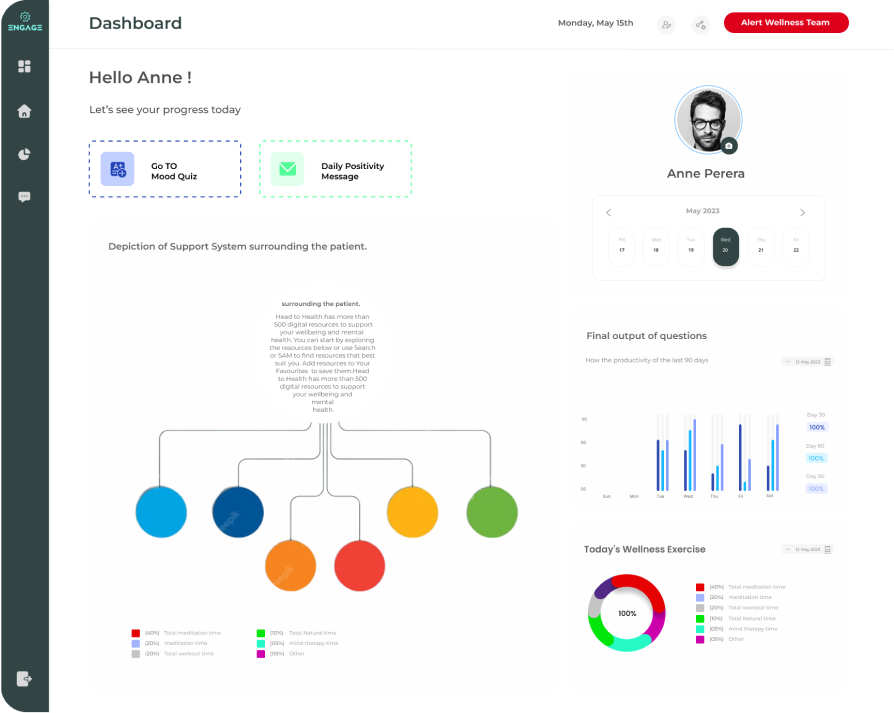 ENGAGE
Dashboard
Monday, May 15th
Alert Wellness Team
Hello Anne !
Let's see your progress today
Go TO
Mood Quiz
Daily Positivity
Message
Anne Perera
May 2023
Fri Mon Tue Wed Thu Fri
17 18 19 20 21 22
Depiction of Support System surrounding the patient.
surrounding the patient.
Head to Health has more than
500 digital resources to support
your wellbeing and mental
health. You can start by exploring
the resources below or use Search
or SAM to find resources that best
suit you. Add resources to Your
Favourites to save them.Head
to Health has more than 500
digital resources to support
your wellbeing and
mental
health.
(40%) Total meditation time
(20%) meditation time
(20%) Total workout time
(10%) Total Natural time
(05%) mind therapy time
(05%) Other
Final output of questions
How the productivity of the last 90 days
12 May 2023
60
30
00
Sun Mon Tue Wed Thu Fri Sat
Day 30
100%
Day 60
100%
Day 90
100%
Today's Wellness Exercise
12 May 2023
100%
(40%) Total meditation time
(20%) meditation time
(20%) Total workout time
(10%) Total Natural time
(05%) mind therapy time
(05%) Other